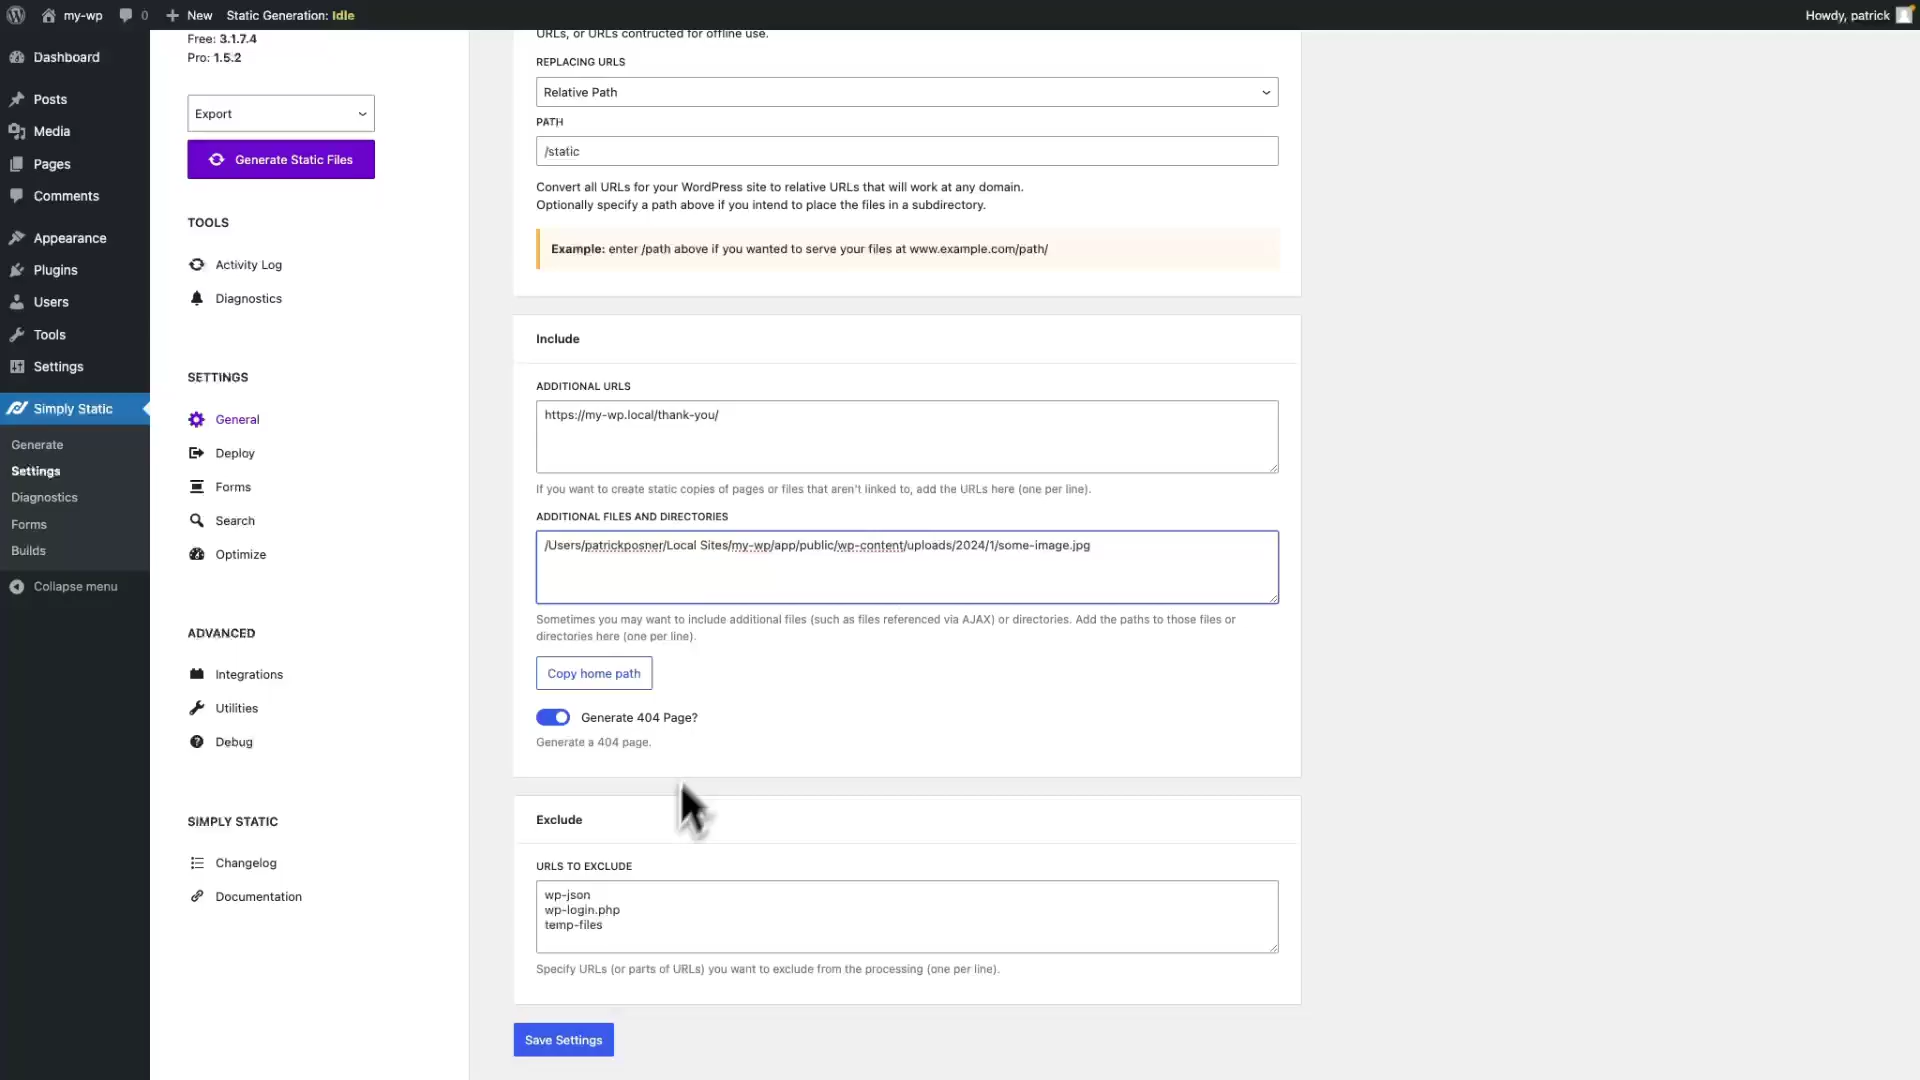 my-wp
0
New
Static Generation: Idle
Howdy, patrick
Dashboard
Posts
Media
Pages
Comments
Appearance
Plugins
Users
Tools
Settings
Simply Static
Generate
Settings
Diagnostics
Forms
Builds
Collapse menu
Free: 3.1.7.4
Pro: 1.5.2
Export
Generate Static Files
TOOLS
Activity Log
Diagnostics
SETTINGS
General
Deploy
Forms
Search
Optimize
ADVANCED
Integrations
Utilities
Debug
SIMPLY STATIC
Changelog
Documentation
URLs, or URLs contructed for offline use.
REPLACING URLS
Relative Path
PATH
/static
Convert all URLs for your WordPress site to relative URLs that will work at any domain.
Optionally specify a path above if you intend to place the files in a subdirectory.
Example: enter /path above if you wanted to serve your files at www.example.com/path/
Include
ADDITIONAL URLS
https://my-wp.local/thank-you/
If you want to create static copies of pages or files that aren't linked to, add the URLs here (one per line).
ADDITIONAL FILES AND DIRECTORIES
/Users/patrickposner/Local Sites/my-wp/app/public/wp-content/uploads/2024/1/some-image.jpg
Sometimes you may want to include additional files (such as files referenced via AJAX) or directories. Add the paths to those files or
directories here (one per line).
Copy home path
Generate 404 Page?
Generate a 404 page.
Exclude
URLS TO EXCLUDE
wp-json
wp-login.php
temp-files
Specify URLs (or parts of URLs) you want to exclude from the processing (one per line).
Save Settings